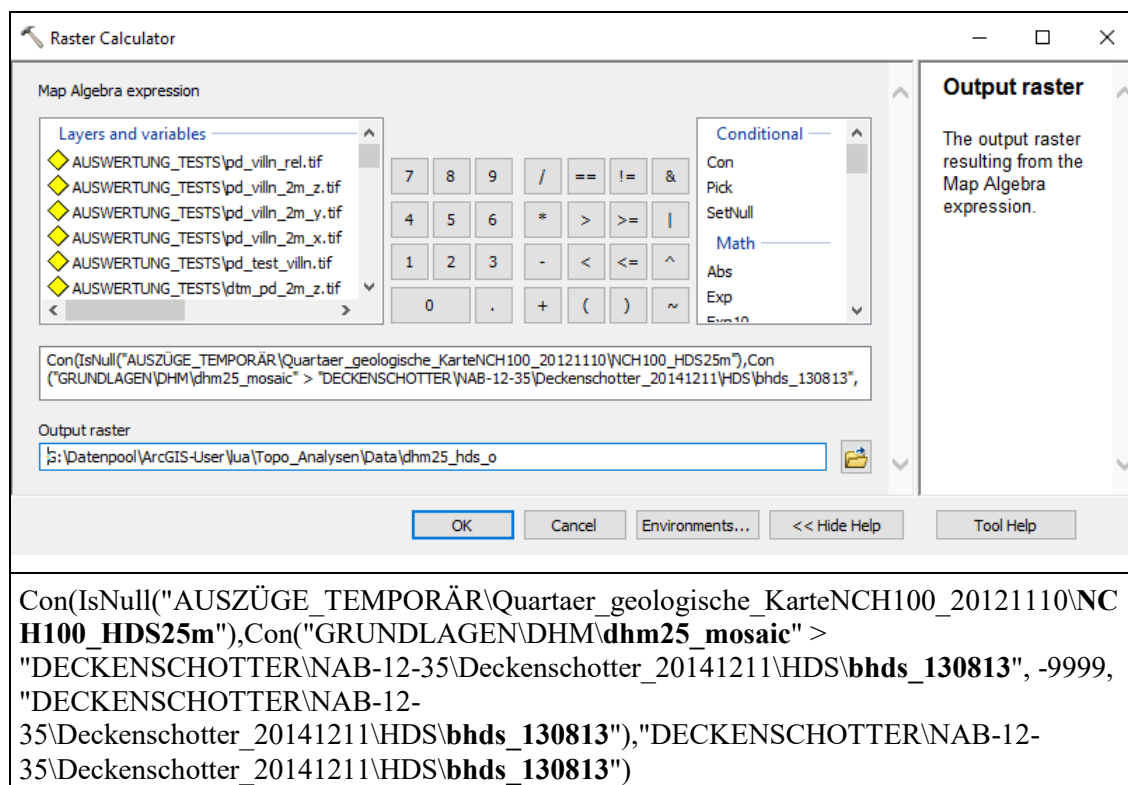 Raster Calculator
Map Algebra expression
Layers and variables
AUSWERTUNG_TESTS\pd_villn_rel.tif
AUSWERTUNG_TESTS\pd_villn_2m_z.tif
AUSWERTUNG_TESTS\pd_villn_2m_y.tif
AUSWERTUNG_TESTS\pd_villn_2m_x.tif
AUSWERTUNG_TESTS\pd_test_villn.tif
AUSWERTUNG_TESTS\dtm_pd_2m_z.tif
7 8 9 / == != &
4 5 6 * > >= |
1 2 3 - < <= ^
0 . + ( ) ~
Conditional
Con
Pick
SetNull
Math
Abs
Exp
Exp10
Con(IsNull("AUSZÜGE_TEMPORÄR\Quartaer_geologische_KarteNCH100_20121110\NCH100_HDS25m"),Con
("GRUNDLAGEN\DHM\dhm25_mosaic" > "DECKENSCHOTTER\NAB-12-35\Deckenschotter_20141211\HDS\bhds_130813",
Output raster
G:\Datenpool\ArcGIS-User\lua\Topo_Analysen\Data\dhm25_hds_o
OK Cancel Environments... << Hide Help Tool Help
Output raster
The output raster
resulting from the
Map Algebra
expression.
Con(IsNull("AUSZÜGE_TEMPORÄR\Quartaer_geologische_KarteNCH100_20121110\NC
H100_HDS25m"),Con("GRUNDLAGEN\DHM\dhm25_mosaic" >
"DECKENSCHOTTER\NAB-12-35\Deckenschotter_20141211\HDS\bhds_130813", -9999,
"DECKENSCHOTTER\NAB-12-
35\Deckenschotter_20141211\HDS\bhds_130813"),"DECKENSCHOTTER\NAB-12-
35\Deckenschotter_20141211\HDS\bhds_130813")